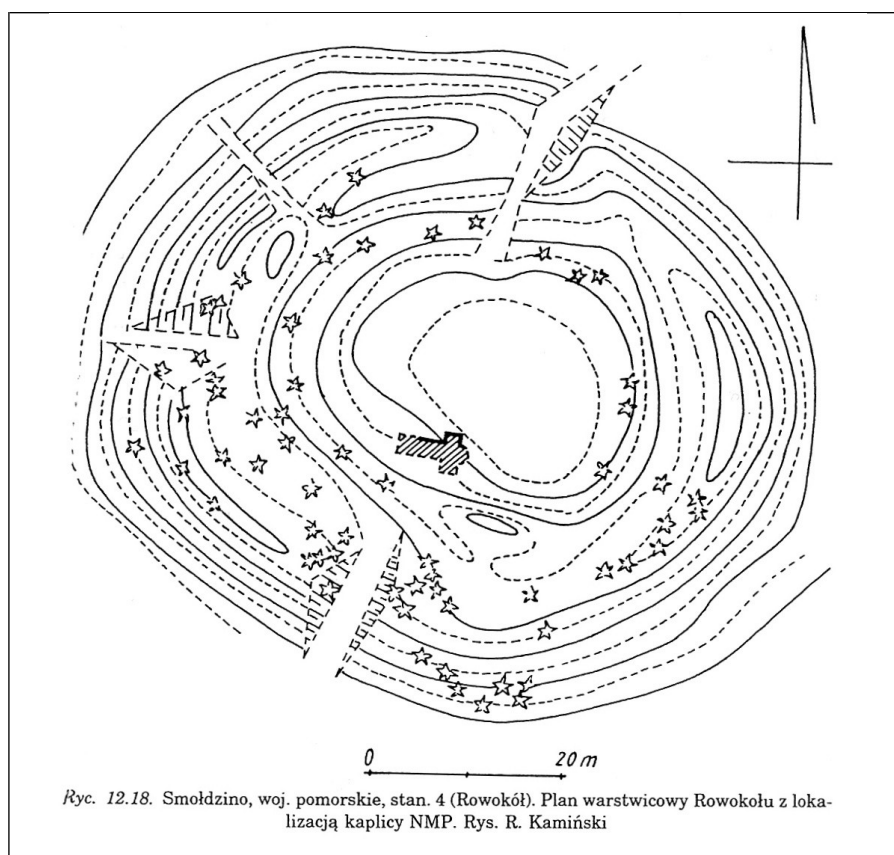 0 20 m
Ryc. 12.18. Smołdzino, woj. pomorskie, stan. 4 (Rowokół). Plan warstwicowy Rowokołu z loka-
lizacją kaplicy NMP. Rys. R. Kamiński